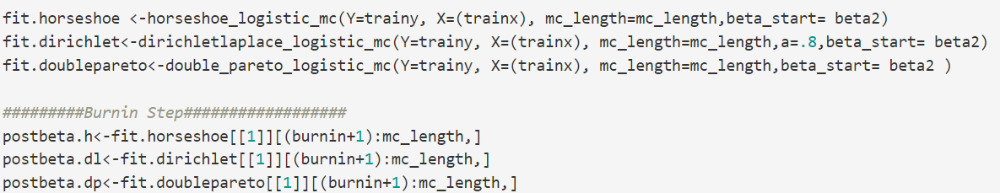 fit.horseshoe <-horseshoe_logistic_mc(Y=trainy, X=(trainx), mc_length=mc_length,beta_start= beta2)
fit.dirichlet<-dirichletlaplace_logistic_mc(Y=trainy, X=(trainx), mc_length=mc_length,a=.8,beta_start= beta2)
fit.doublepareto<-double_pareto_logistic_mc(Y=trainy, X=(trainx), mc_length=mc_length,beta_start= beta2 )
#########Burnin Step##################
postbeta.h<-fit.horseshoe[[1]][(burnin+1):mc_length,]
postbeta.dl<-fit.dirichlet[[1]][(burnin+1):mc_length,]
postbeta.dp<-fit.doublepareto[[1]][(burnin+1):mc_length,]